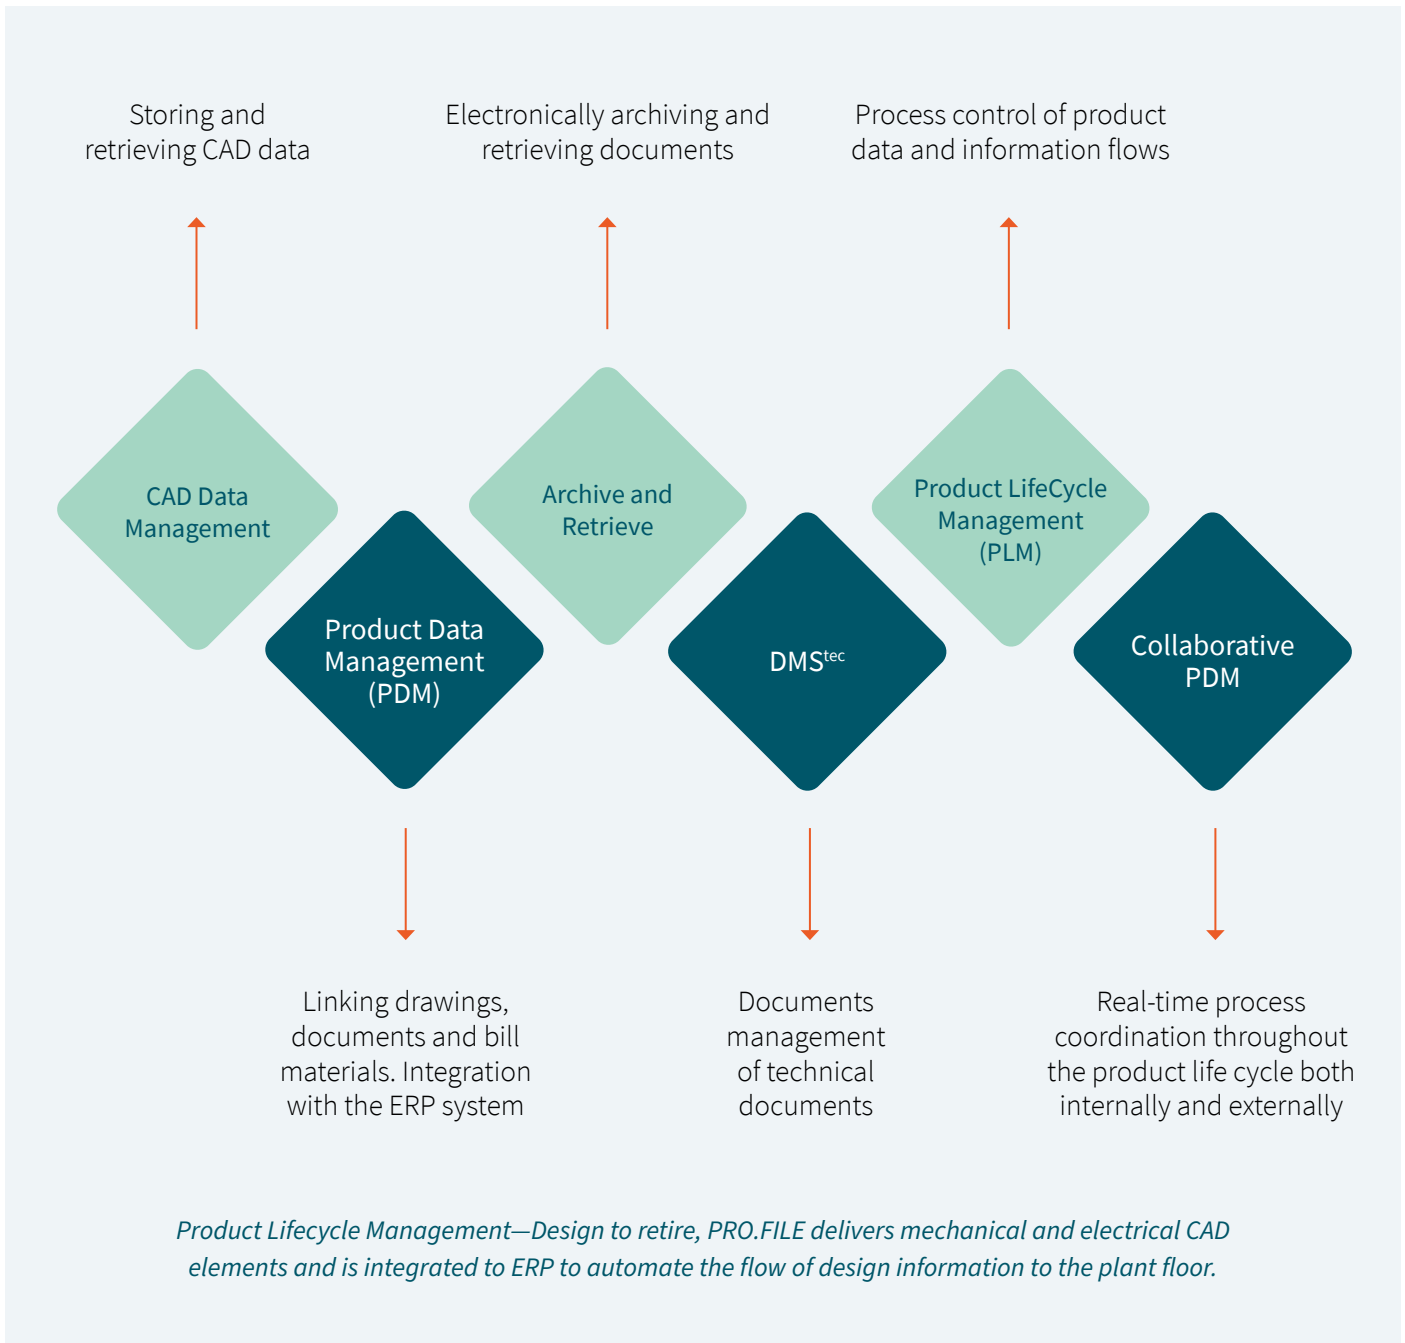 Storing and
retrieving CAD data
Electronically archiving and
retrieving documents
Process control of product
data and information flows
CAD Data
Management
Archive and
Retrieve
Product LifeCycle
Management
(PLM)
Product Data
Management
(PDM)
DMStec
Collaborative
PDM
Linking drawings,
documents and bill
materials. Integration
with the ERP system
Documents
management
of technical
documents
Real-time process
coordination throughout
the product life cycle both
internally and externally
Product Lifecycle Management—Design to retire, PRO.FILE delivers mechanical and electrical CAD
elements and is integrated to ERP to automate the flow of design information to the plant floor.